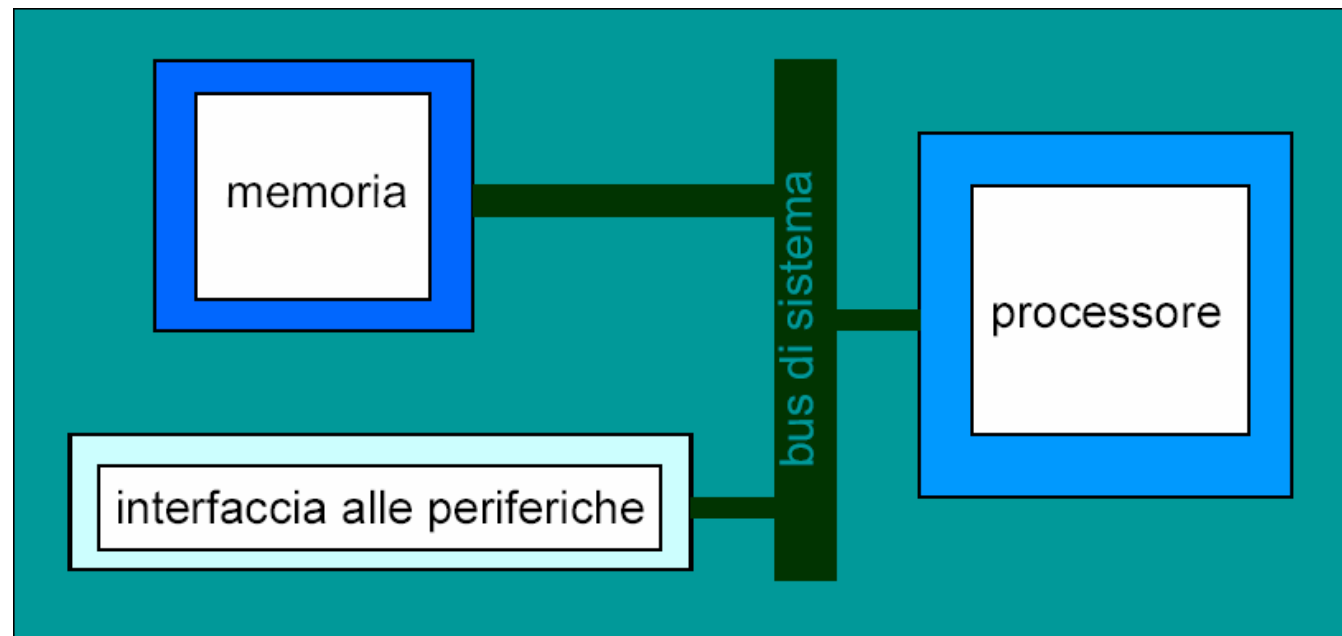 memoria
bus di sistema
processore
interfaccia alle periferiche